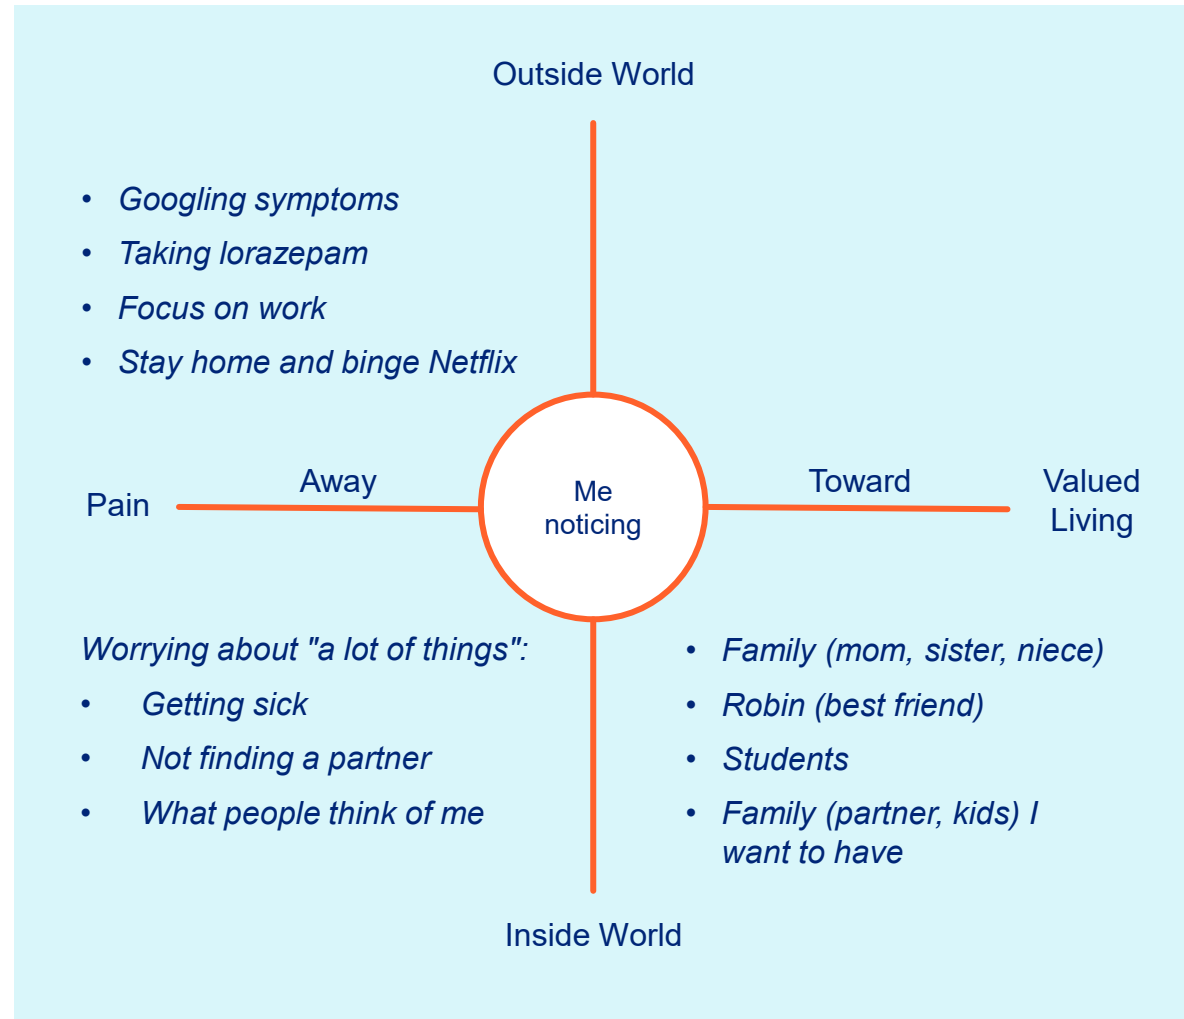 Outside World
• Googling symptoms
• Taking lorazepam
• Focus on work
• Stay home and binge Netflix
Pain
Away
Me
noticing
Toward
Valued
Living
Worrying about "a lot of things":
• Getting sick
• Not finding a partner
• What people think of me
• Family (mom, sister, niece)
• Robin (best friend)
• Students
• Family (partner, kids) I
want to have
Inside World